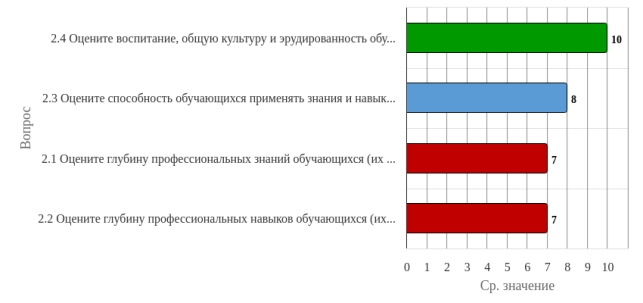 2.4 Оцените воспитание, общую культуру и эрудированность обу...
10
2.3 Оцените способность обучающихся применять знания и навык...
8
2.1 Оцените глубину профессиональных знаний обучающихся (их ...
7
2.2 Оцените глубину профессиональных навыков обучающихся (их...
7
Вопрос
0 1 2 3 4 5 6 7 8 9 10
Ср. значение